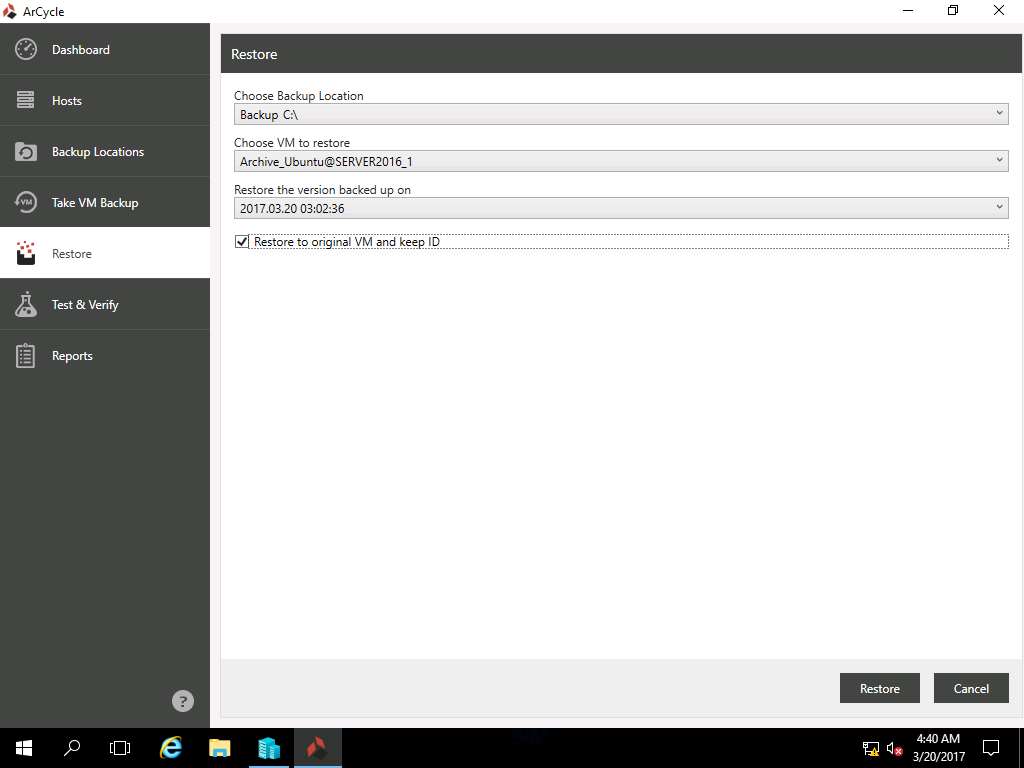 ArCycle
Dashboard
Hosts
Backup Locations
VM
Take VM Backup
Restore
Test & Verify
Reports
?
Restore
Choose Backup Location
Backup C:\
Choose VM to restore
Archive_Ubuntu@SERVER2016_1
Restore the version backed up on
2017.03.20 03:02:36
Restore to original VM and keep ID
Restore
Cancel
4:40 AM
3/20/2017